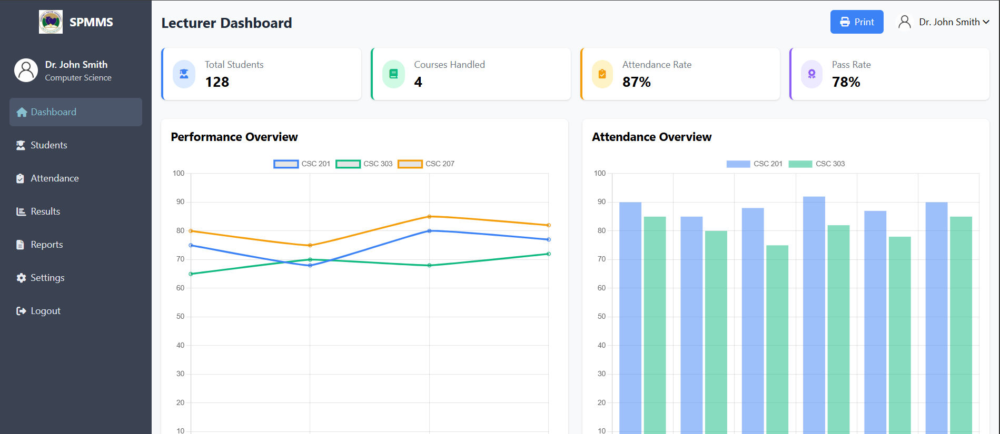 SPMMS
Dr. John Smith
Computer Science
Dashboard
Students
Attendance
Results
Reports
Settings
Logout
Lecturer Dashboard
Print
Dr. John Smith
Total Students
128
Courses Handled
4
Attendance Rate
87%
Pass Rate
78%
Performance Overview
CSC 201 CSC 303 CSC 207
100
90
80
70
60
50
40
30
20
10
Attendance Overview
CSC 201 CSC 303
100
90
80
70
60
50
40
30
20
10